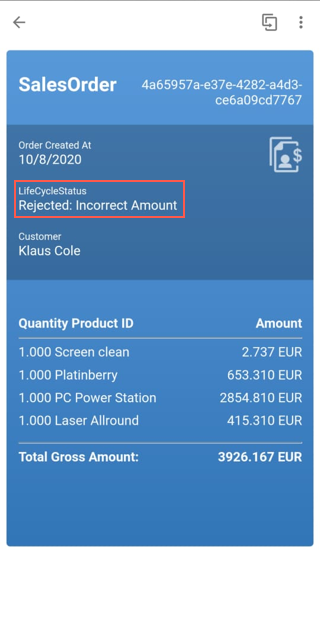 SalesOrder 4a65957a-e37e-4282-a4d3-
ce6a09cd7767
Order Created At
10/8/2020
LifeCycleStatus
Rejected: Incorrect Amount
Customer
Klaus Cole
Quantity Product ID Amount
1.000 Screen clean 2.737 EUR
1.000 Platinberry 653.310 EUR
1.000 PC Power Station 2854.810 EUR
1.000 Laser Allround 415.310 EUR
Total Gross Amount: 3926.167 EUR